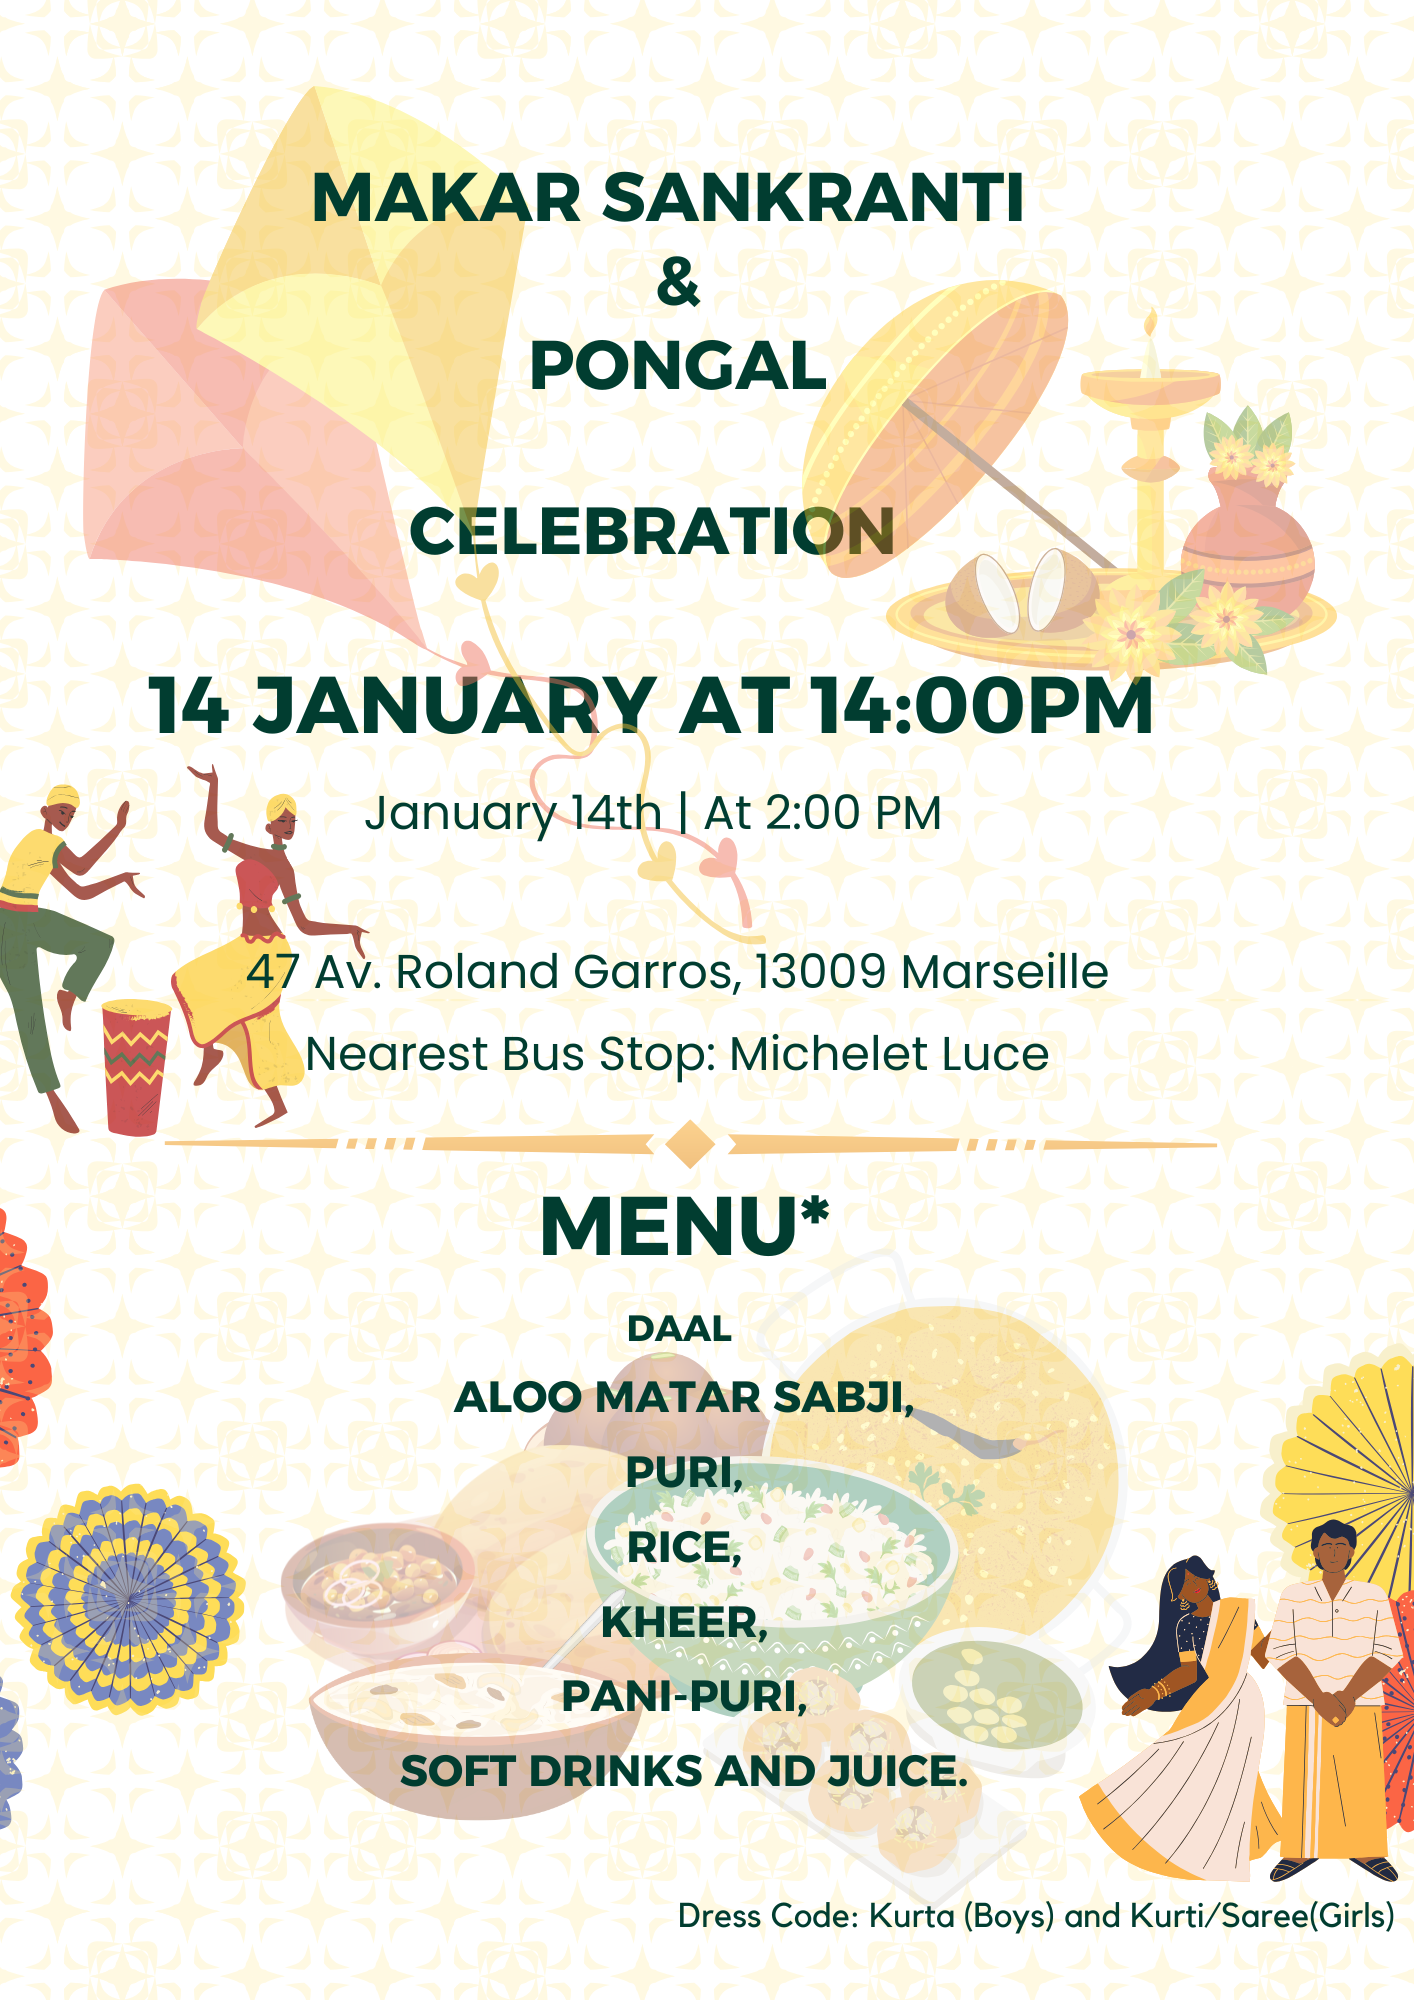 MAKAR SANKRANTI
&
PONGAL
CELEBRATION
14 JANUARY AT 14:00PM
January 14th | At 2:00 PM
47 Av. Roland Garros, 13009 Marseille
Nearest Bus Stop: Michelet Luce
MENU*
DAAL
ALOO MATAR SABJI,
PURI,
RICE,
KHEER,
PANI-PURI,
SOFT DRINKS AND JUICE.
Dress Code: Kurta (Boys) and Kurti/Saree(Girls)